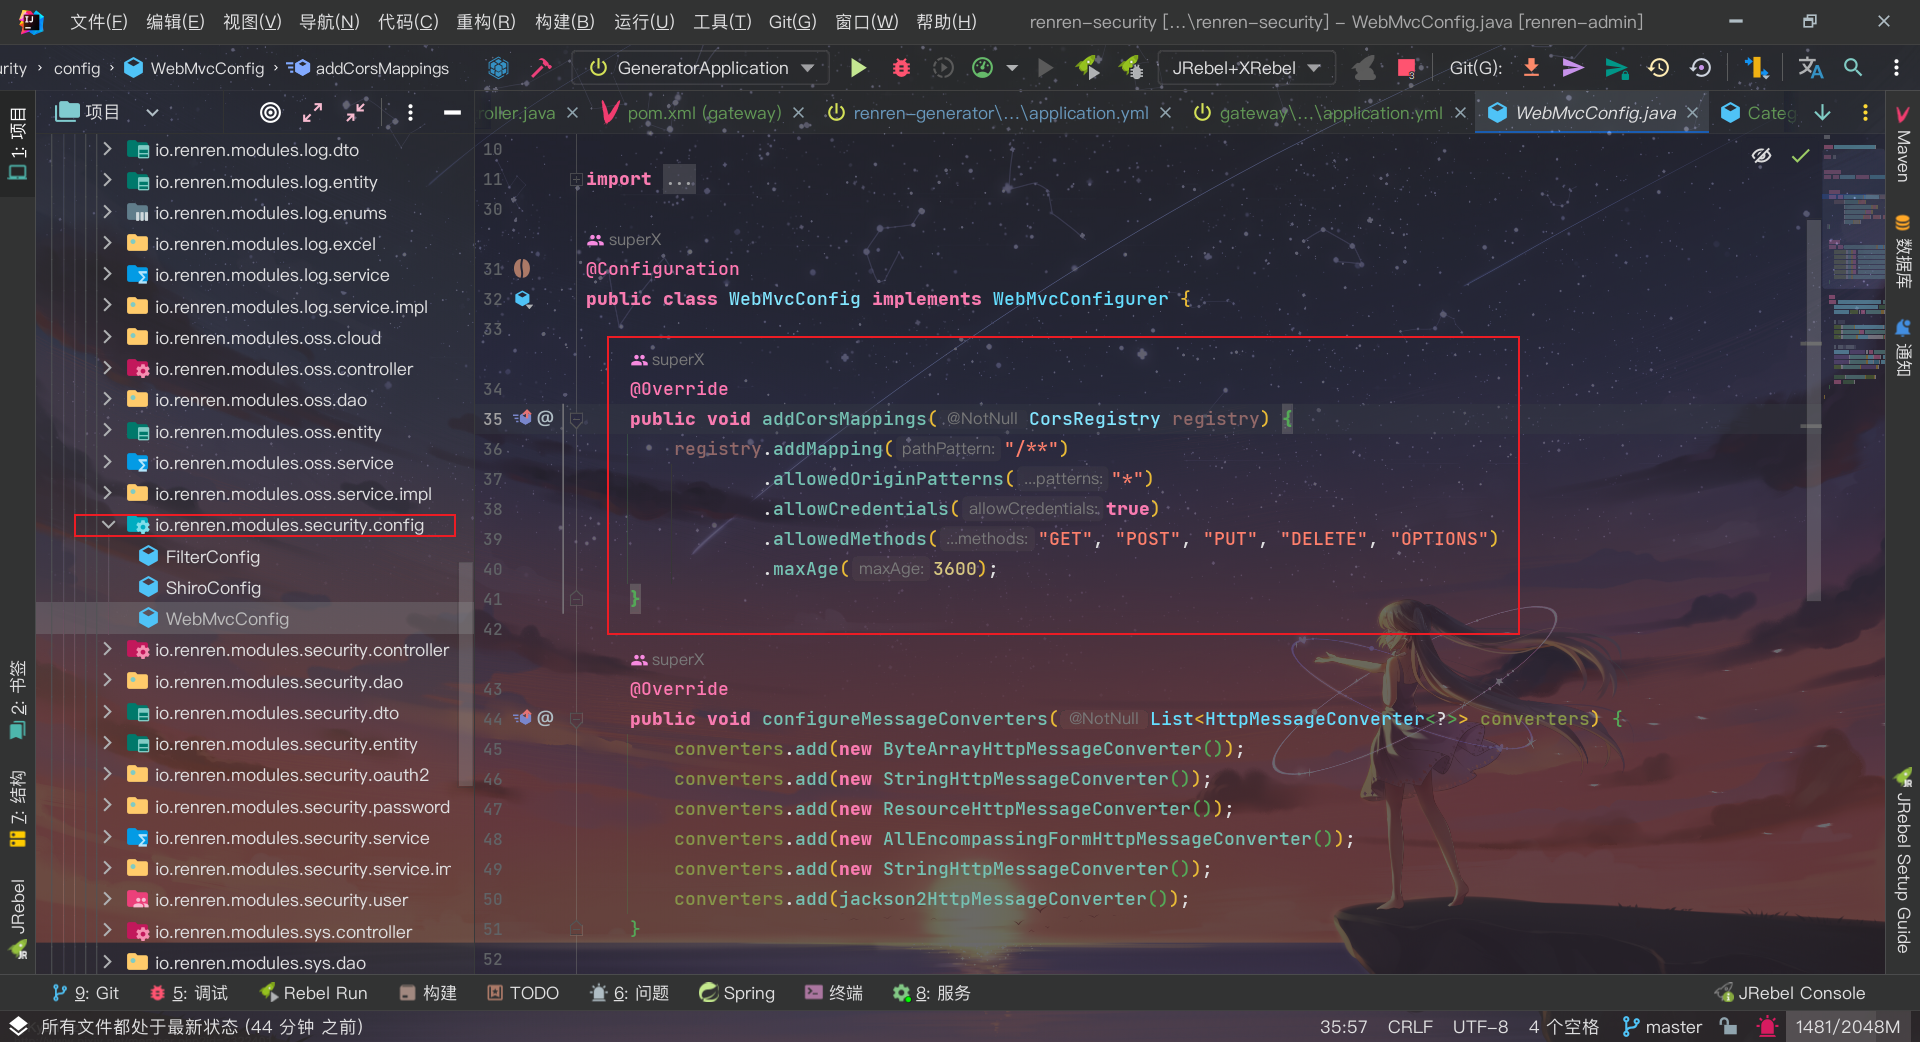 文件(F) 编辑(E) 视图(V) 导航(N) 代码(C) 重构(R) 构建(B) 运行(U) 工具(T) Git(G) 窗口(W) 帮助(H) renren-security [...\renren-security] - WebMvcConfig.java [renren-admin]
rity › config › WebMvcConfig › addCorsMappings GeneratorApplication JRebel+XRebel 3 Git(G):
项目 roller.java pom.xml (gateway) renren-generator\...\application.yml gateway\...\application.yml WebMvcConfig.java Categ
1: 项目
2: 书签
7: 结构
JRebel
io.renren.modules.log.dto
io.renren.modules.log.entity
io.renren.modules.log.enums
io.renren.modules.log.excel
io.renren.modules.log.service
io.renren.modules.log.service.impl
io.renren.modules.oss.cloud
io.renren.modules.oss.controller
io.renren.modules.oss.dao
io.renren.modules.oss.entity
io.renren.modules.oss.service
io.renren.modules.oss.service.impl
io.renren.modules.security.config
FilterConfig
ShiroConfig
WebMvcConfig
io.renren.modules.security.controller
io.renren.modules.security.dao
io.renren.modules.security.dto
io.renren.modules.security.entity
io.renren.modules.security.oauth2
io.renren.modules.security.password
io.renren.modules.security.service
io.renren.modules.security.service.im
io.renren.modules.security.user
io.renren.modules.sys.controller
io.renren.modules.sys.dao
10
11 import ...
30
superX
31 @Configuration
32 public class WebMvcConfig implements WebMvcConfigurer {
33
superX
34 @Override
35 @ public void addCorsMappings( @NotNull CorsRegistry registry) {
36 registry.addMapping( pathPattern: "/**")
37 .allowedOriginPatterns( ...patterns: "*")
38 .allowCredentials( allowCredentials: true)
39 .allowedMethods( ...methods: "GET", "POST", "PUT", "DELETE", "OPTIONS")
40 .maxAge( maxAge: 3600);
41 }
42
superX
43 @Override
44 @ public void configureMessageConverters( @NotNull List<HttpMessageConverter<?>> converters) {
45 converters.add(new ByteArrayHttpMessageConverter());
46 converters.add(new StringHttpMessageConverter());
47 converters.add(new ResourceHttpMessageConverter());
48 converters.add(new AllEncompassingFormHttpMessageConverter());
49 converters.add(new StringHttpMessageConverter());
50 converters.add(jackson2HttpMessageConverter());
51 }
52
Maven
数据库
通知
JRebel Setup Guide
9: Git 5: 调试 Rebel Run 构建 TODO 6: 问题 Spring 终端 8: 服务 JRebel Console
所有文件都处于最新状态 (44 分钟 之前) 35:57 CRLF UTF-8 4 个空格 master 1481/2048M